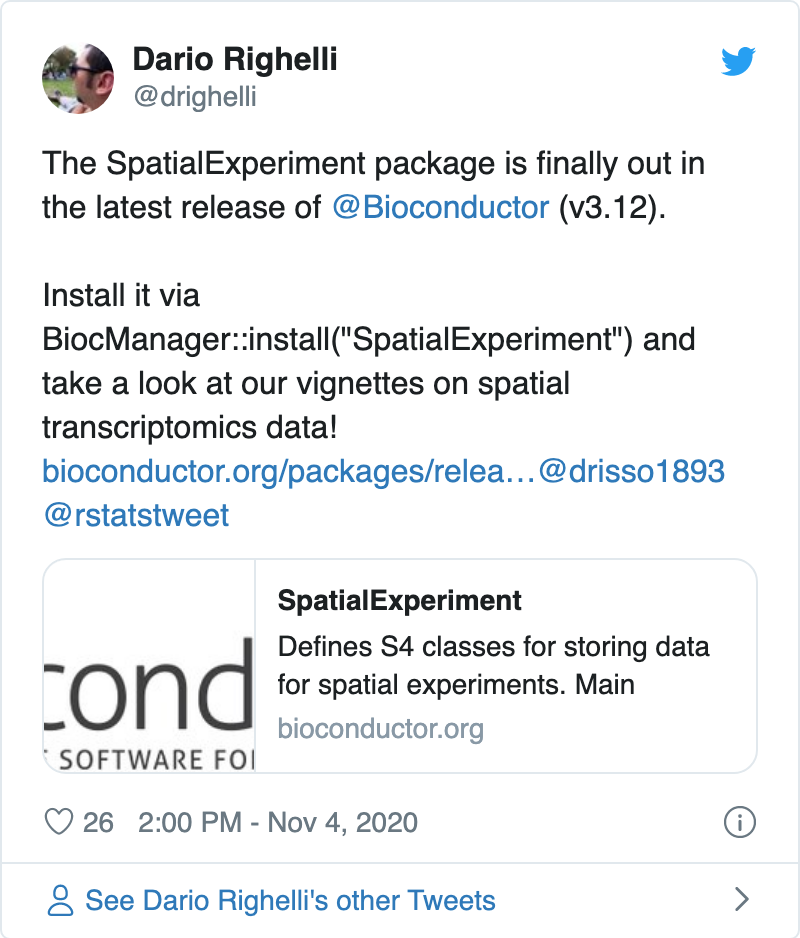 Dario Righelli
@drighelli
The SpatialExperiment package is finally out in
the latest release of @Bioconductor (v3.12).
Install it via
BiocManager::install("SpatialExperiment") and
take a look at our vignettes on spatial
transcriptomics data!
bioconductor.org/packages/relea…@drisso1893
@rstatstweet
cond
SOFTWARE FO
SpatialExperiment
Defines S4 classes for storing data
for spatial experiments. Main
bioconductor.org
26 2:00 PM - Nov 4, 2020
See Dario Righelli's other Tweets